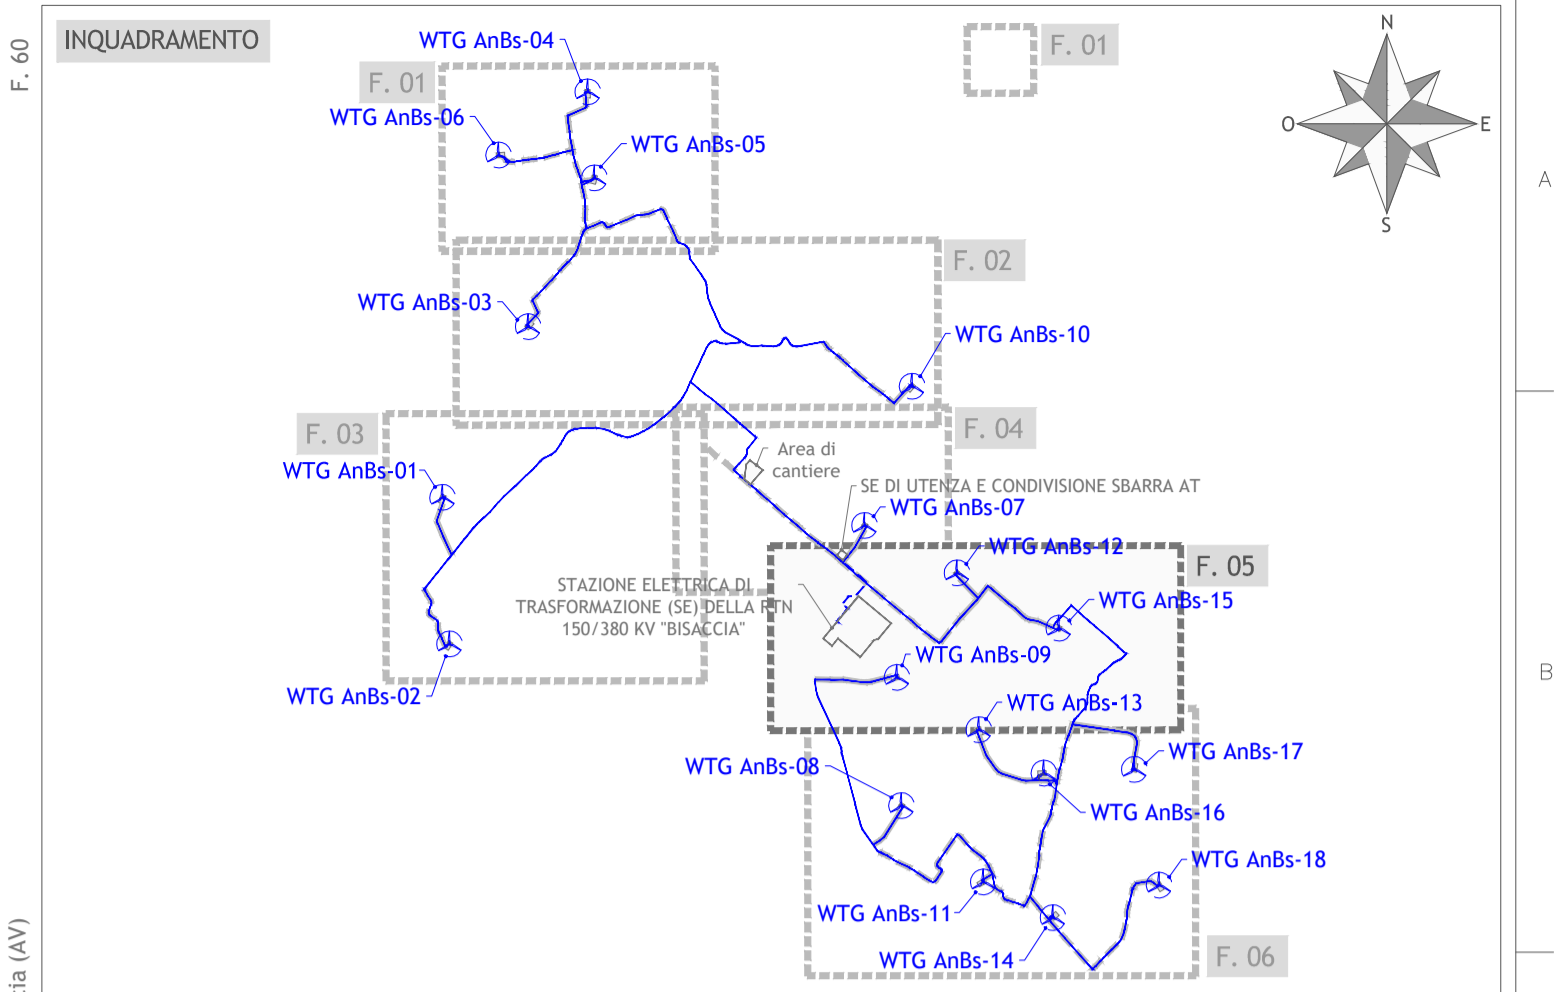 F. 60
INQUADRAMENTO
WTG AnBs-04
F. 01
F. 01
N
O
E
S
WTG AnBs-06
WTG AnBs-05
A
F. 02
WTG AnBs-03
WTG AnBs-10
F. 03
F. 04
Area di
cantiere
WTG AnBs-01
SE DI UTENZA E CONDIVISIONE SBARRA AT
WTG AnBs-07
WTG AnBs-12
F. 05
STAZIONE ELETTRICA DI
TRASFORMAZIONE (SE) DELLA RTN
150/380 KV "BISACCIA"
WTG AnBs-15
WTG AnBs-09
B
WTG AnBs-02
WTG AnBs-13
WTG AnBs-17
WTG AnBs-08
WTG AnBs-16
WTG AnBs-18
WTG AnBs-11
WTG AnBs-14
F. 06
cia (AV)